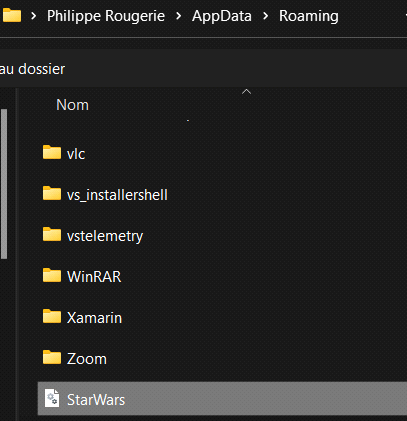 Philippe Rougerie > AppData > Roaming
au dossier
Nom
vlc
vs_installershell
vstelemetry
WinRAR
Xamarin
Zoom
StarWars